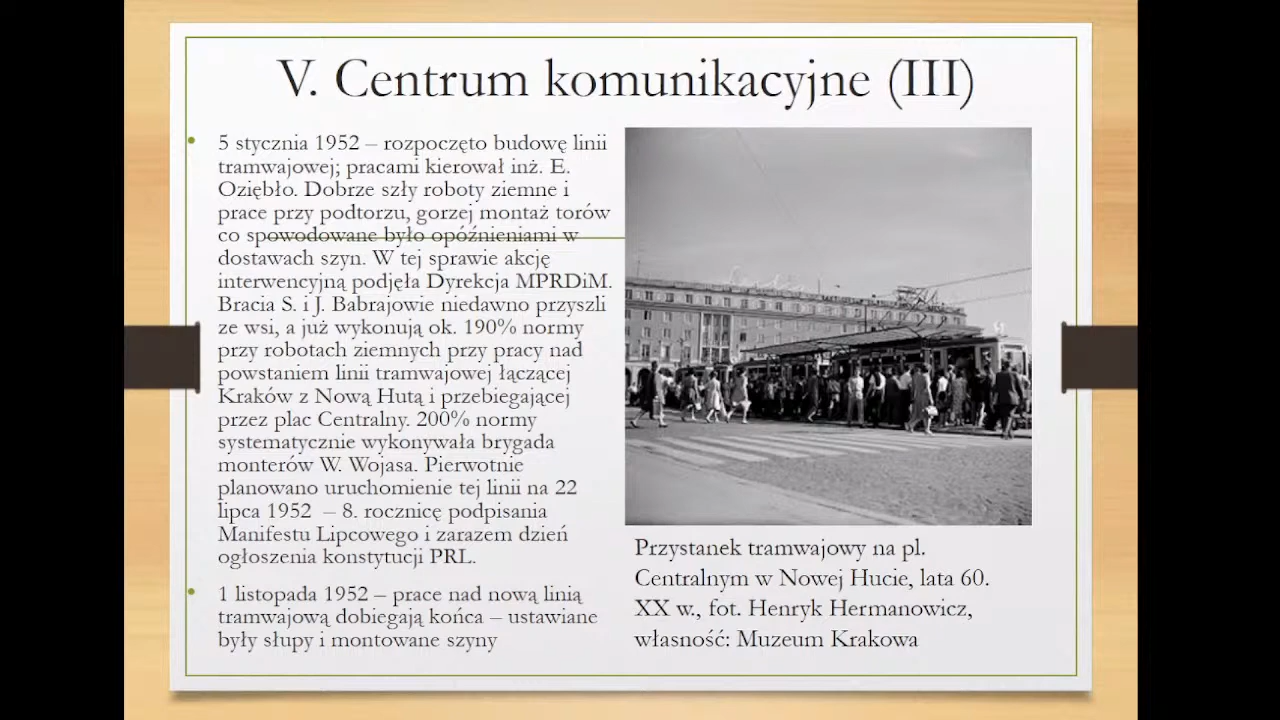 V. Centrum komunikacyjne (III)
• 5 stycznia 1952 – rozpoczęto budowę linii
tramwajowej; pracami kierował inż. E.
Oziębło. Dobrze szły roboty ziemne i
prace przy podtorzu, gorzej montaż torów
co spowodowane było opóźnieniami w
dostawach szyn. W tej sprawie akcję
interwencyjną podjęła Dyrekcja MPRDiM.
Bracia S. i J. Babrajowie niedawno przyszli
ze wsi, a już wykonują ok. 190% normy
przy robotach ziemnych przy pracy nad
powstaniem linii tramwajowej łączącej
Kraków z Nową Hutą i przebiegającej
przez plac Centralny. 200% normy
systematycznie wykonywała brygada
monterów W. Wojasa. Pierwotnie
planowano uruchomienie tej linii na 22
lipca 1952 – 8. rocznicę podpisania
Manifestu Lipcowego i zarazem dzień
ogłoszenia konstytucji PRL.
• 1 listopada 1952 – prace nad nową linią
tramwajową dobiegają końca – ustawiane
były słupy i montowane szyny
Przystanek tramwajowy na pl.
Centralnym w Nowej Hucie, lata 60.
XX w., fot. Henryk Hermanowicz,
własność: Muzeum Krakowa